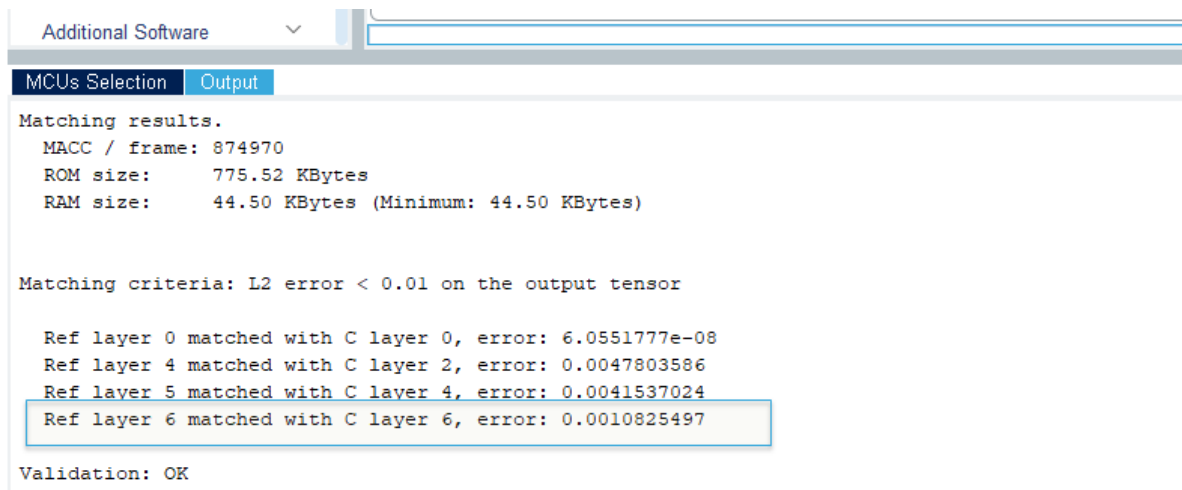 Additional Software
MCUs Selection Output
Matching results.
MACC / frame: 874970
ROM size: 775.52 KBytes
RAM size: 44.50 KBytes (Minimum: 44.50 KBytes)
Matching criteria: L2 error < 0.01 on the output tensor
Ref layer 0 matched with C layer 0, error: 6.0551777e-08
Ref layer 4 matched with C layer 2, error: 0.0047803586
Ref layer 5 matched with C layer 4, error: 0.0041537024
Ref layer 6 matched with C layer 6, error: 0.0010825497
Validation: OK